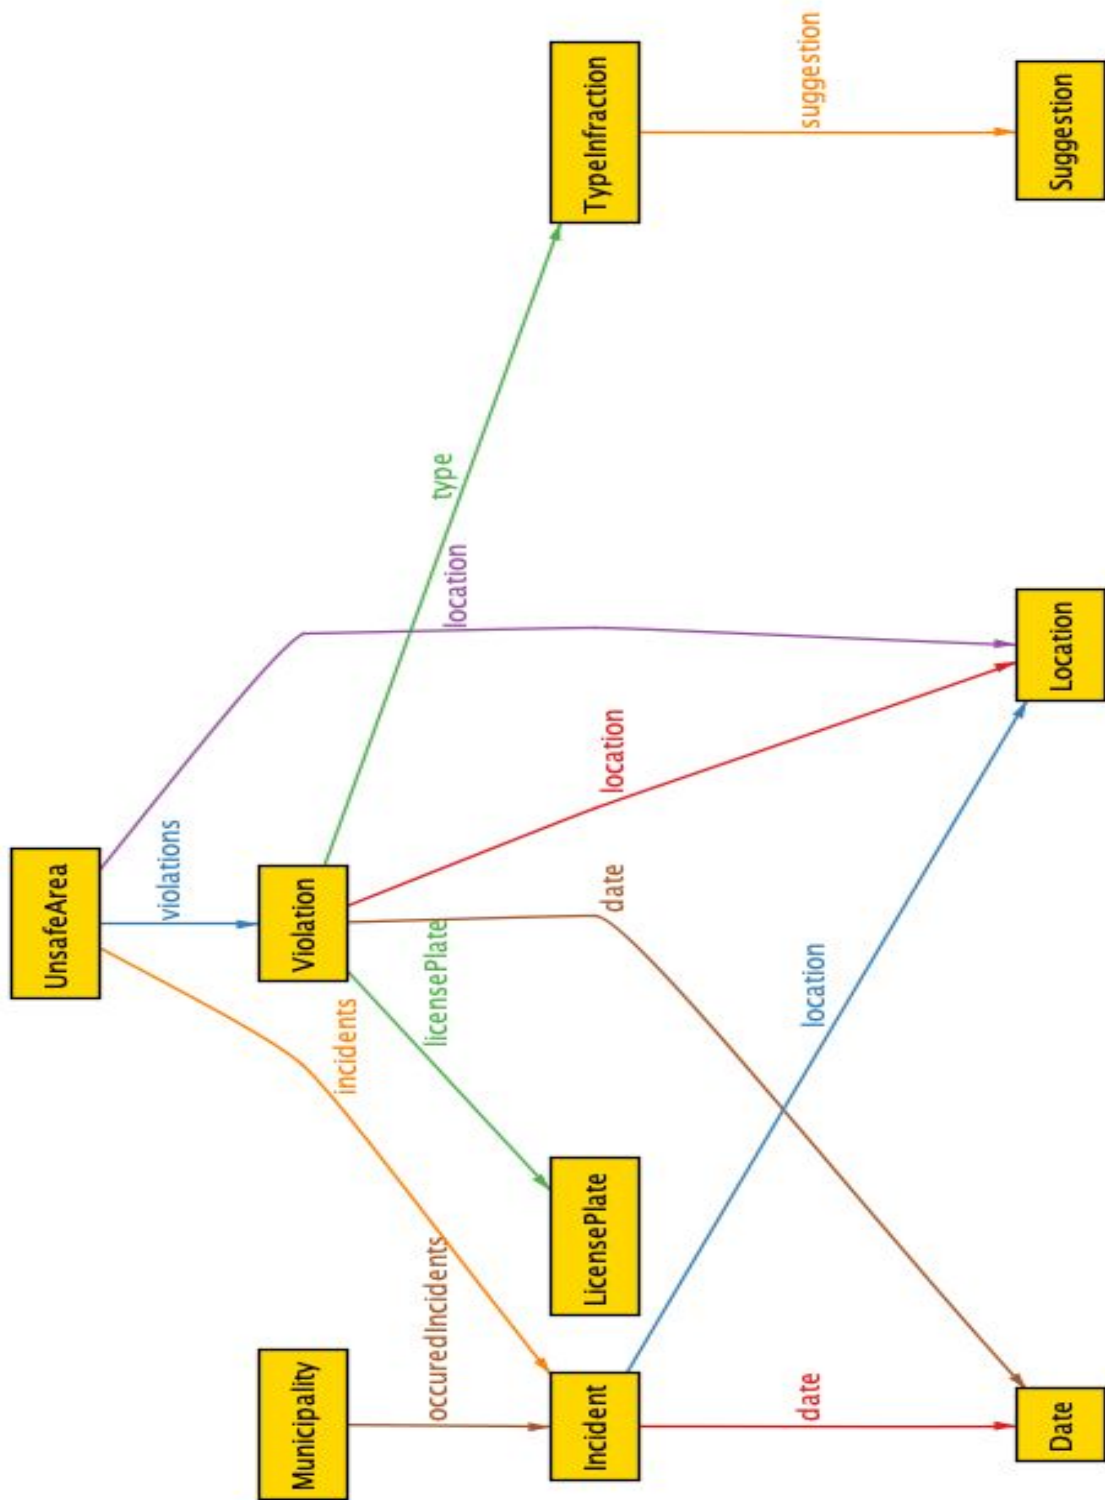 UnsafeArea
violations
location
incidents
Municipality
Violation
occuredIncidents
licensePlate
location
type
date
Incident
LicensePlate
TypeInfraction
date
location
suggestion
Date
Location
Suggestion